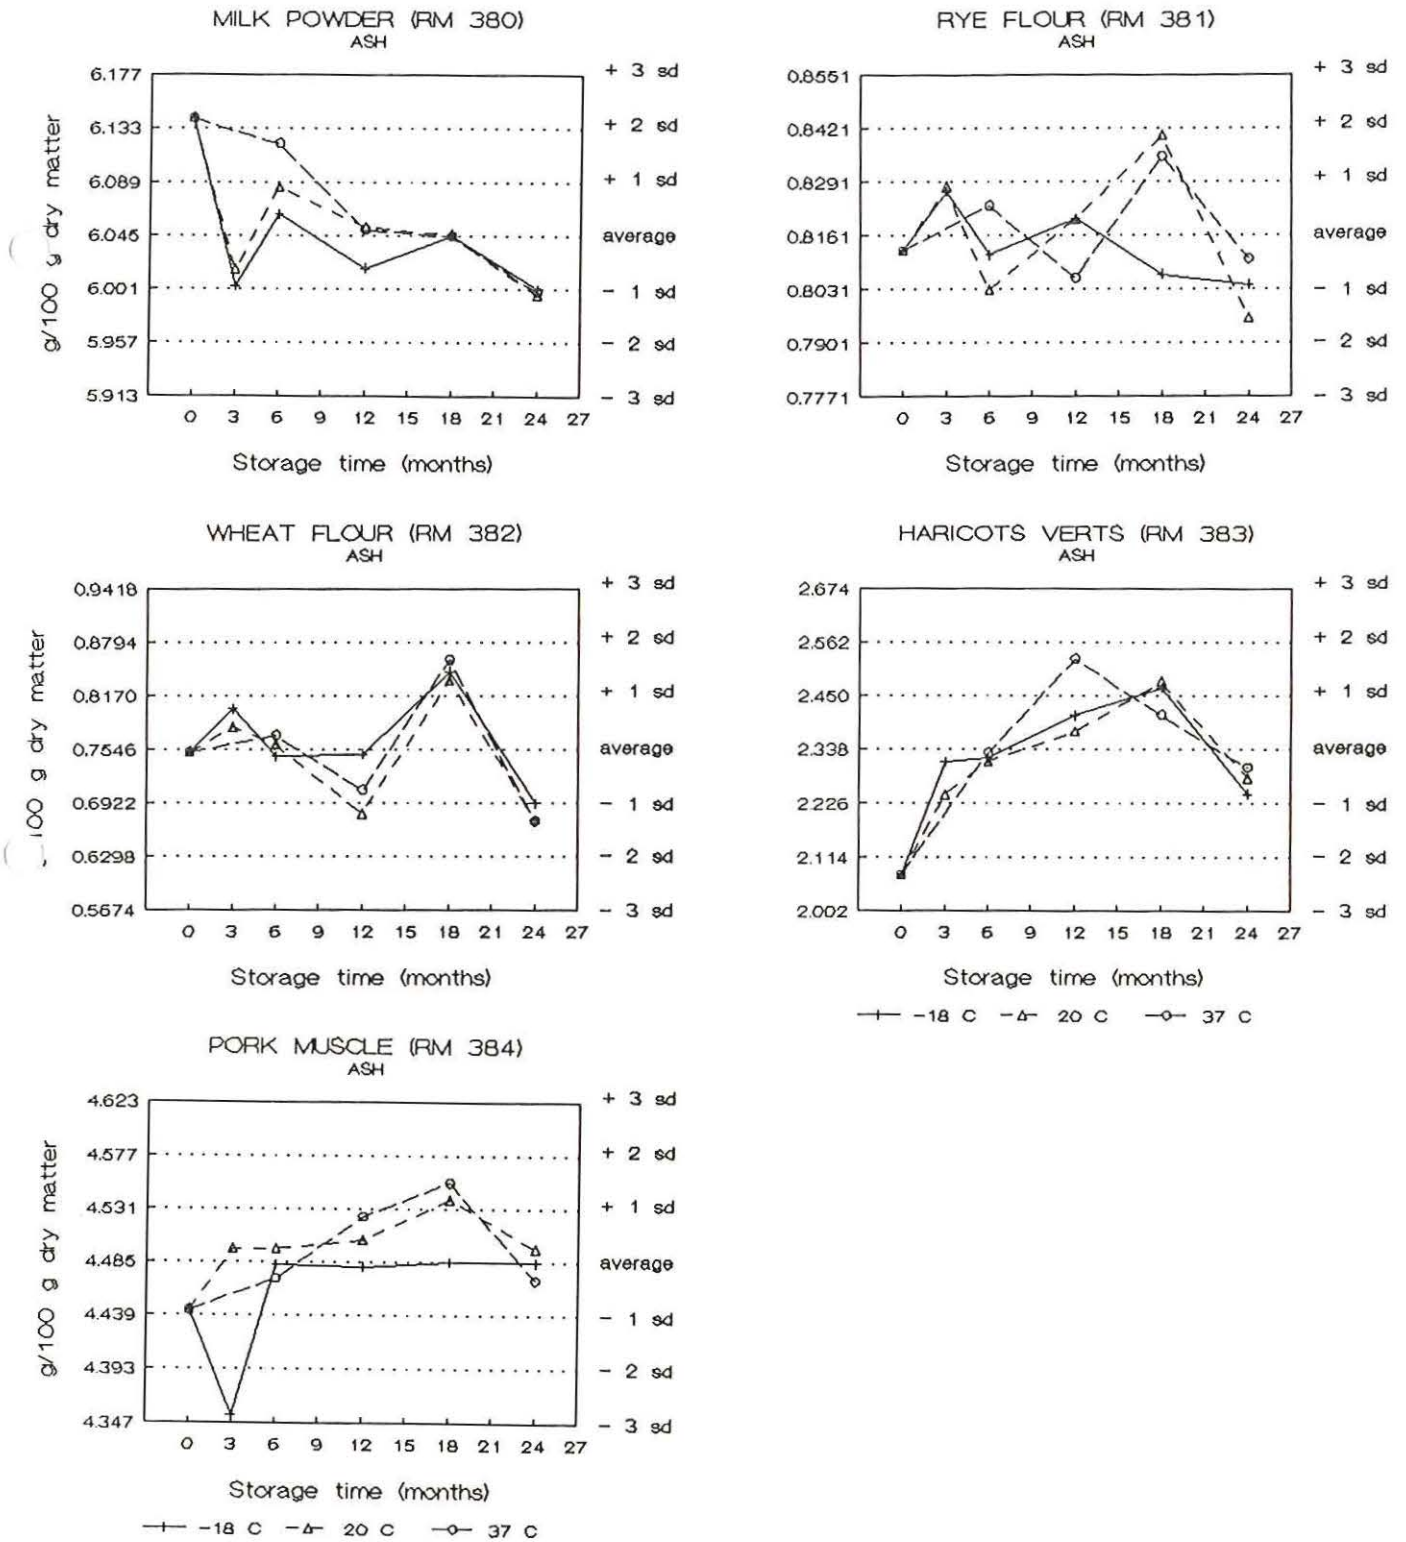 MILK POWDER (RM 380)
ASH
g/100 g dry matter
6.177
6.133
6.089
6.045
6.001
5.957
5.913
+ 3 sd
+ 2 sd
+ 1 sd
average
- 1 sd
- 2 sd
- 3 sd
0 3 6 9 12 15 18 21 24 27
Storage time (months)
RYE FLOUR (RM 381)
ASH
0.8551
0.8421
0.8291
0.8161
0.8031
0.7901
0.7771
+ 3 sd
+ 2 sd
+ 1 sd
average
- 1 sd
- 2 sd
- 3 sd
0 3 6 9 12 15 18 21 24 27
Storage time (months)
WHEAT FLOUR (RM 382)
ASH
100 g dry matter
0.9418
0.8794
0.8170
0.7546
0.6922
0.6298
0.5674
+ 3 sd
+ 2 sd
+ 1 sd
average
- 1 sd
- 2 sd
- 3 sd
0 3 6 9 12 15 18 21 24 27
Storage time (months)
HARICOTS VERTS (RM 383)
ASH
2.674
2.562
2.450
2.338
2.226
2.114
2.002
+ 3 sd
+ 2 sd
+ 1 sd
average
- 1 sd
- 2 sd
- 3 sd
0 3 6 9 12 15 18 21 24 27
Storage time (months)
-18 C 20 C 37 C
PORK MUSCLE (RM 384)
ASH
g/100 g dry matter
4.623
4.577
4.531
4.485
4.439
4.393
4.347
+ 3 sd
+ 2 sd
+ 1 sd
average
- 1 sd
- 2 sd
- 3 sd
0 3 6 9 12 15 18 21 24 27
Storage time (months)
-18 C 20 C 37 C